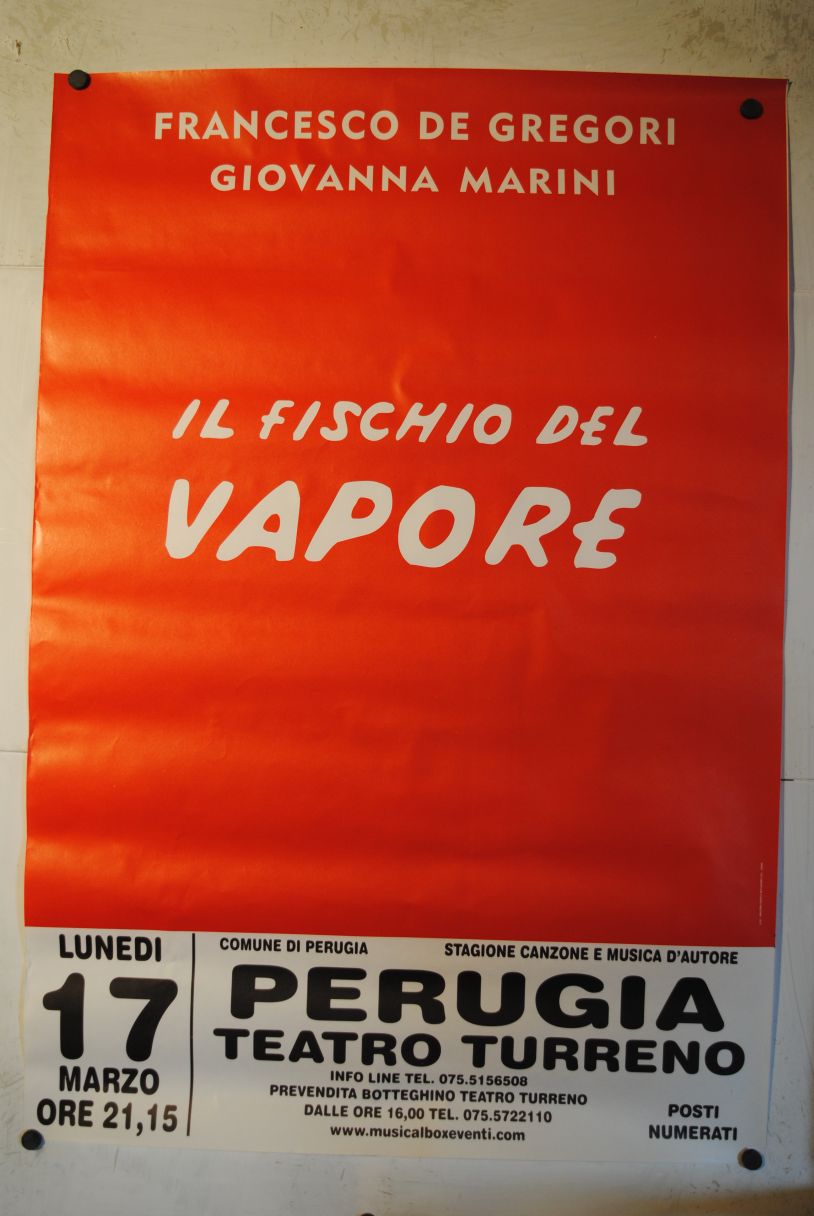 FRANCESCO DE GREGORI
GIOVANNA MARINI
IL FISCHIO DEL
VAPORE
LUNEDI
17
MARZO
ORE 21,15
COMUNE DI PERUGIA
STAGIONE CANZONE E MUSICA D'AUTORE
PERUGIA
TEATRO TURRENO
INFO LINE TEL. 075.5156508
PREVENDITA BOTTEGHINO TEATRO TURRENO
DALLE ORE 16,00 TEL. 075.5722110
www.musicalboxeventi.com
POSTI
NUMERATI